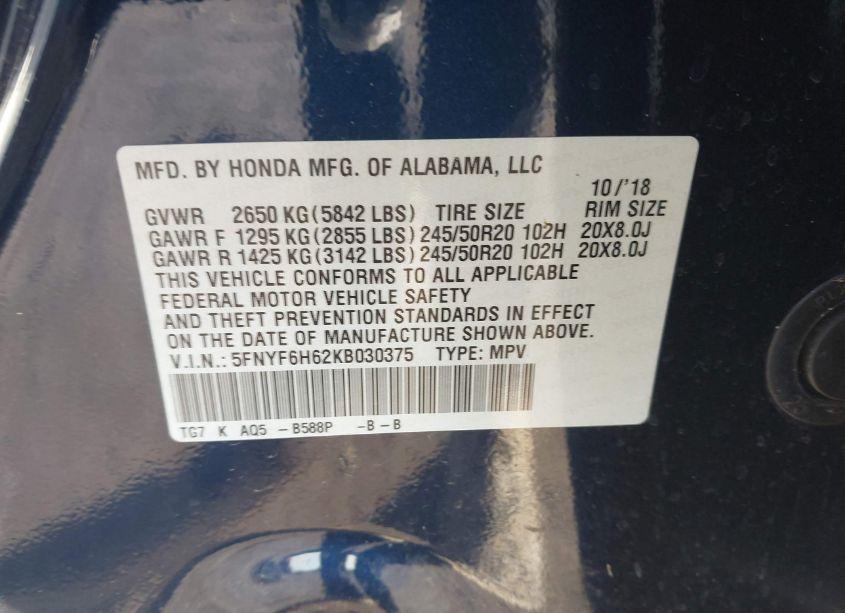 MFD. BY HONDA MFG. OF ALABAMA, LLC
10/'18
GVWR 2650 KG(5842 LBS) TIRE SIZE RIM SIZE
GAWR F 1295 KG(2855 LBS)245/50R20 102H 20X8.0J
GAWR R 1425 KG(3142 LBS)245/50R20 102H 20X8.0J
THIS VEHICLE CONFORMS TO ALL APPLICABLE
FEDERAL MOTOR VEHICLE SAFETY
AND THEFT PREVENTION STANDARDS IN EFFECT
ON THE DATE OF MANUFACTURE SHOWN ABOVE.
V.I.N.: 5FNYF6H62KB030375 TYPE: MPV
TG7 K AQ5 -B588P -B-B